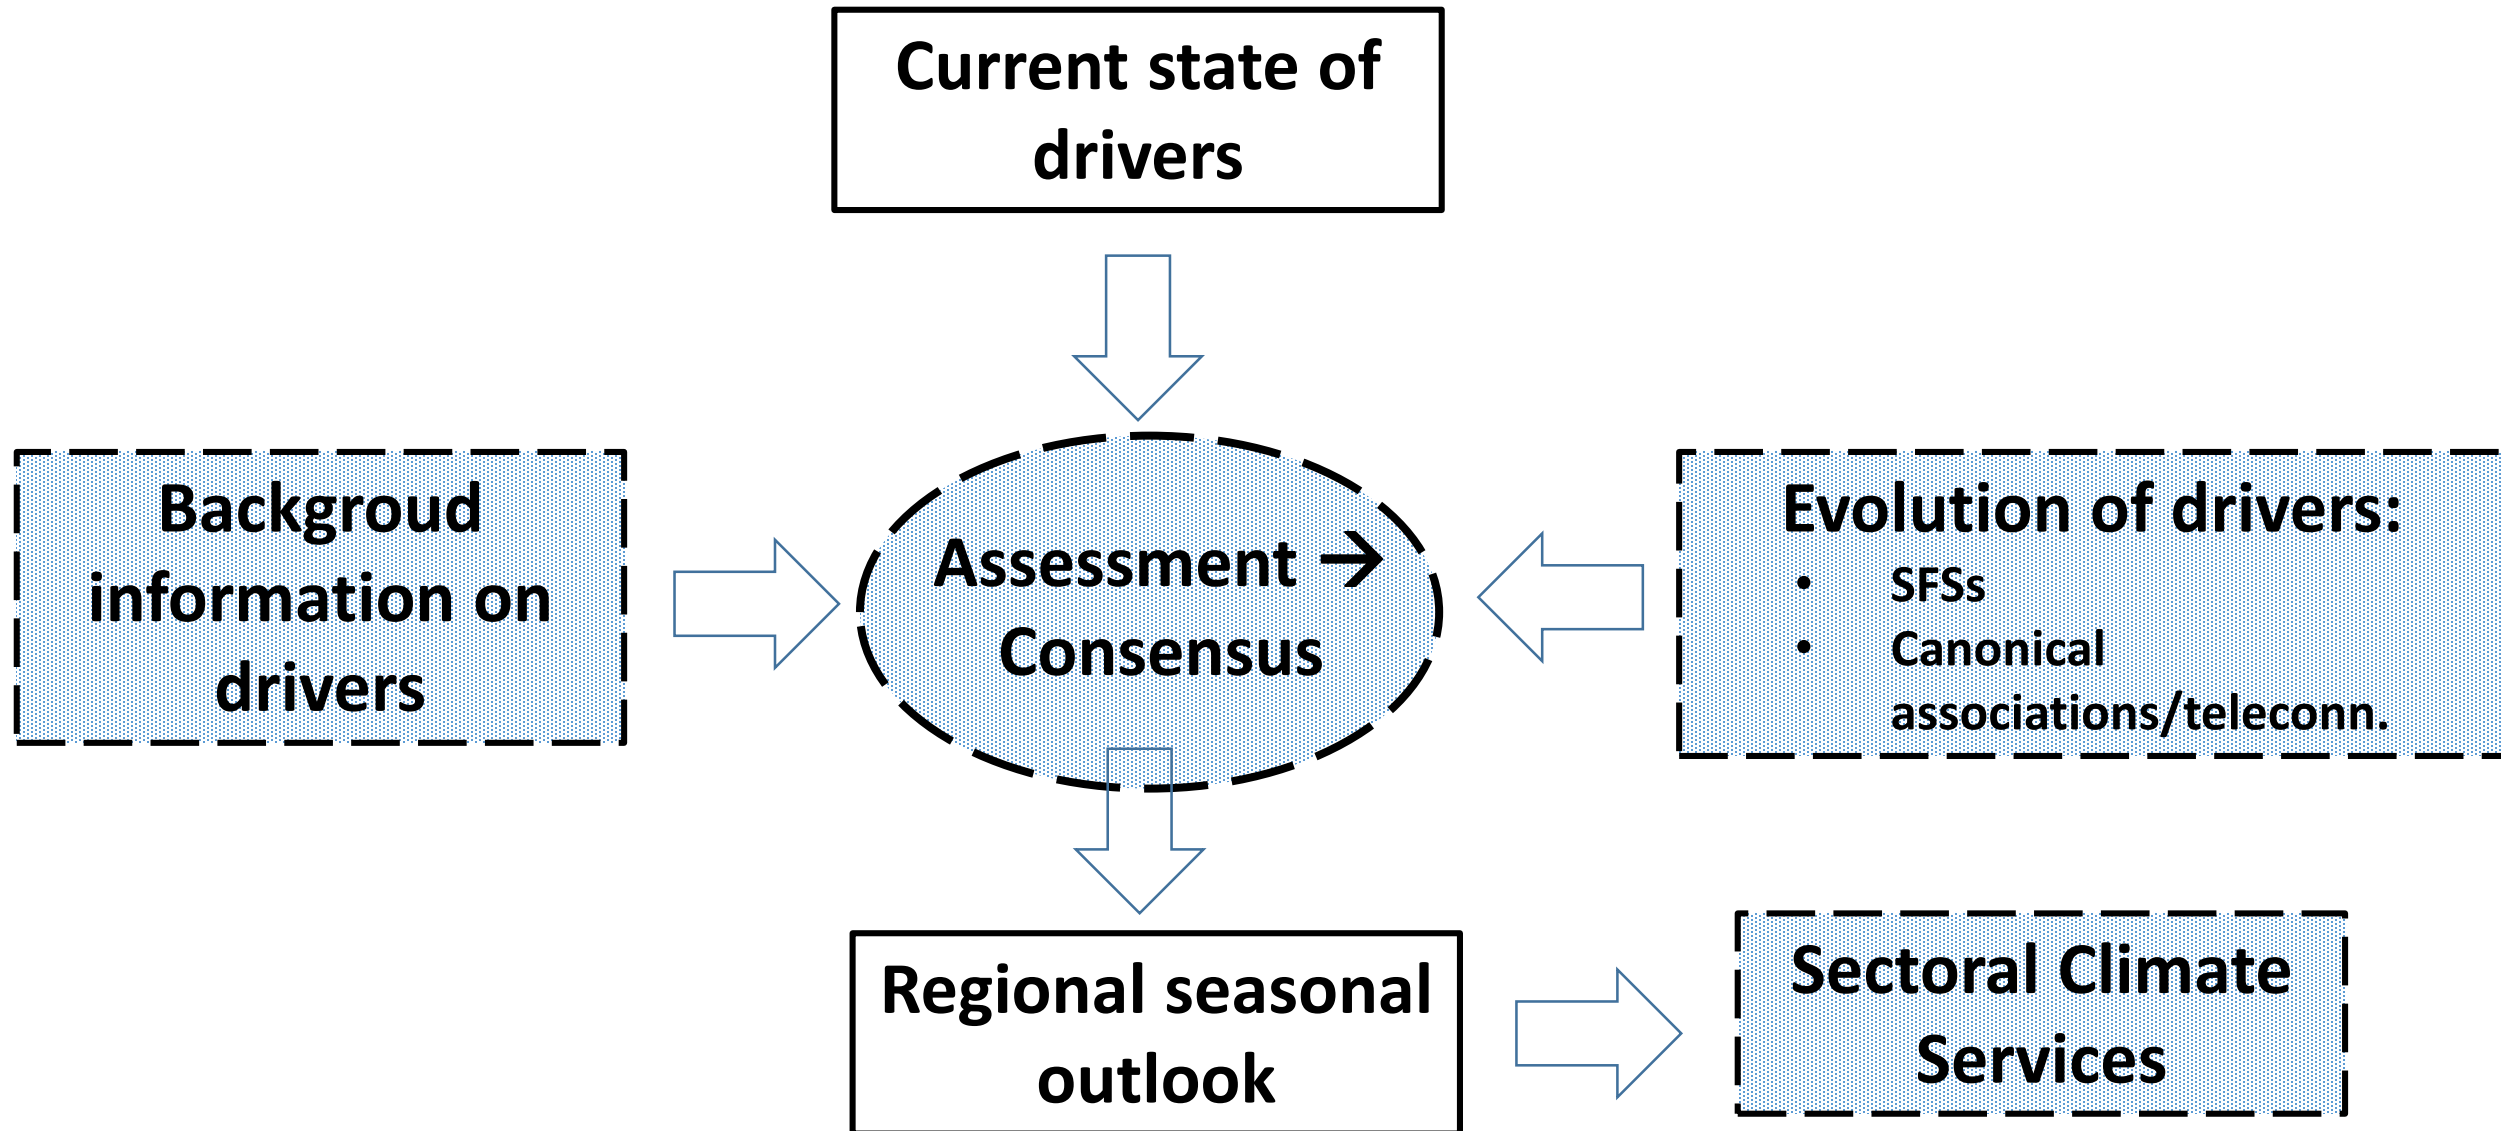 Current state of
drivers
Backgroud
information on
drivers
Assessment →
Consensus
Evolution of drivers:
• SFSs
• Canonical
associations/teleconn.
Regional seasonal
outlook
Sectoral Climate
Services